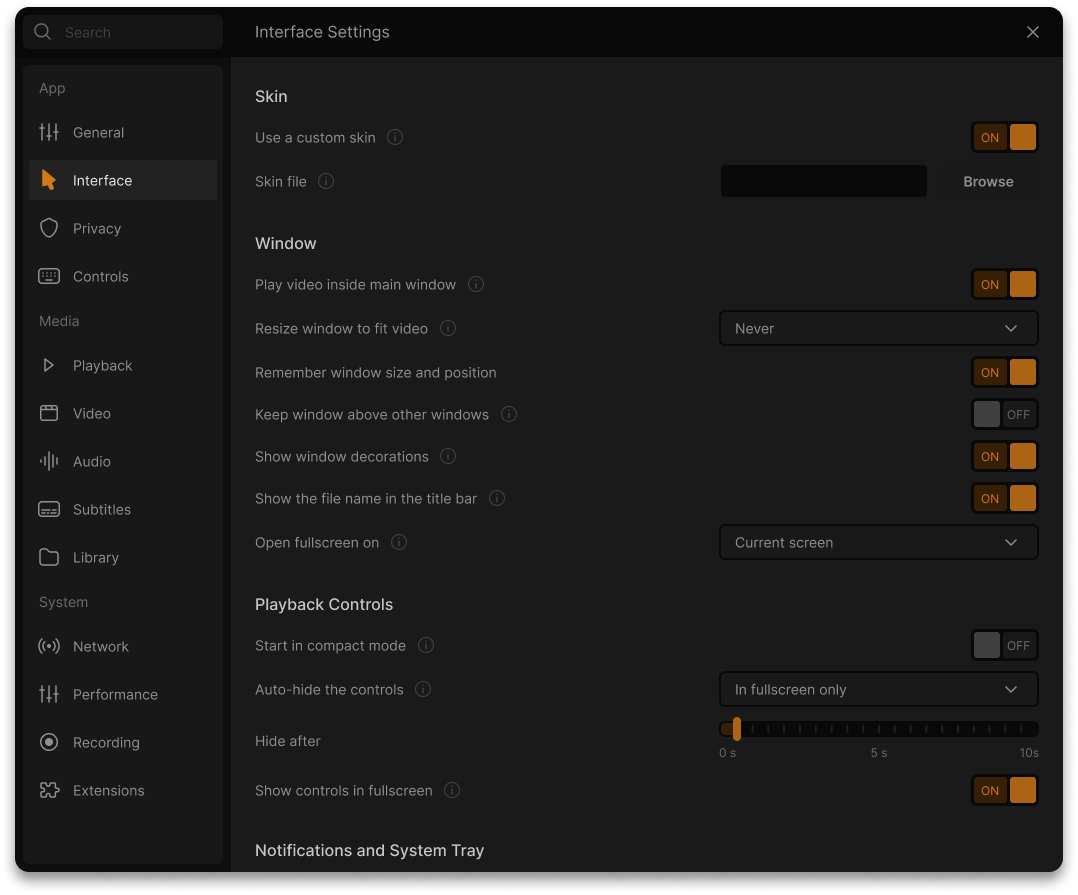 Search
Interface Settings
App
General
Interface
Privacy
Controls
Media
Playback
Video
Audio
Subtitles
Library
System
Network
Performance
Recording
Extensions
Skin
Use a custom skin
ON
Skin file
Browse
Window
Play video inside main window
ON
Resize window to fit video
Never
Remember window size and position
ON
Keep window above other windows
OFF
Show window decorations
ON
Show the file name in the title bar
ON
Open fullscreen on
Current screen
Playback Controls
Start in compact mode
OFF
Auto-hide the controls
In fullscreen only
Hide after
0 s 5 s 10s
Show controls in fullscreen
ON
Notifications and System Tray